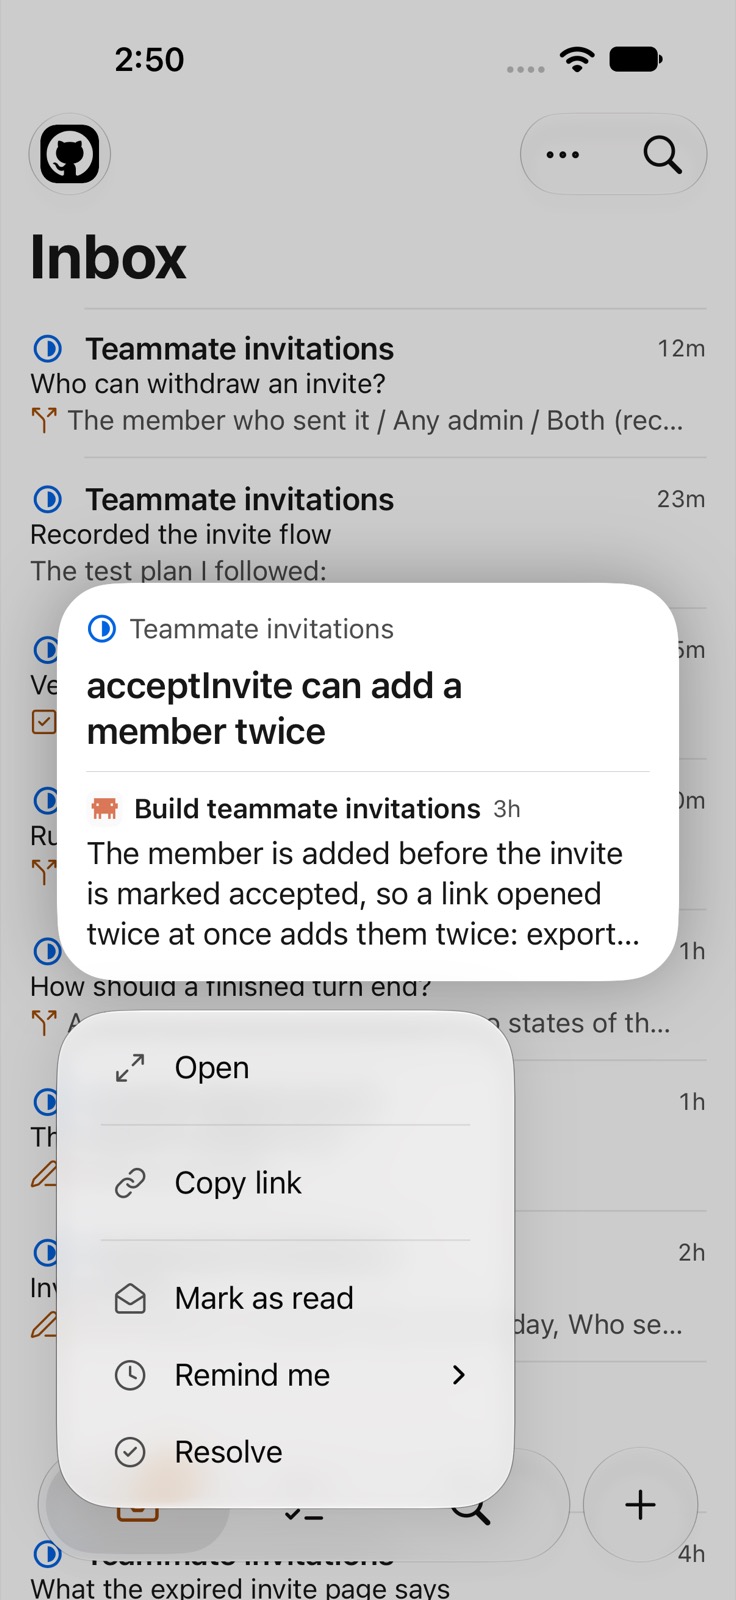 2:50
Inbox
Teammate invitations 12m
Who can withdraw an invite?
The member who sent it / Any admin / Both (rec...
Teammate invitations 23m
Recorded the invite flow
The test plan I followed:
Teammate invitations
acceptInvite can add a
member twice
Build teammate invitations 3h
The member is added before the invite
is marked accepted, so a link opened
twice at once adds them twice: export...
1h
How should a finished turn end?
states of th...
Open
1h
Copy link
2h
Mark as read
day, Who se...
Remind me
Resolve
Teammate invitations 4h
What the expired invite page says